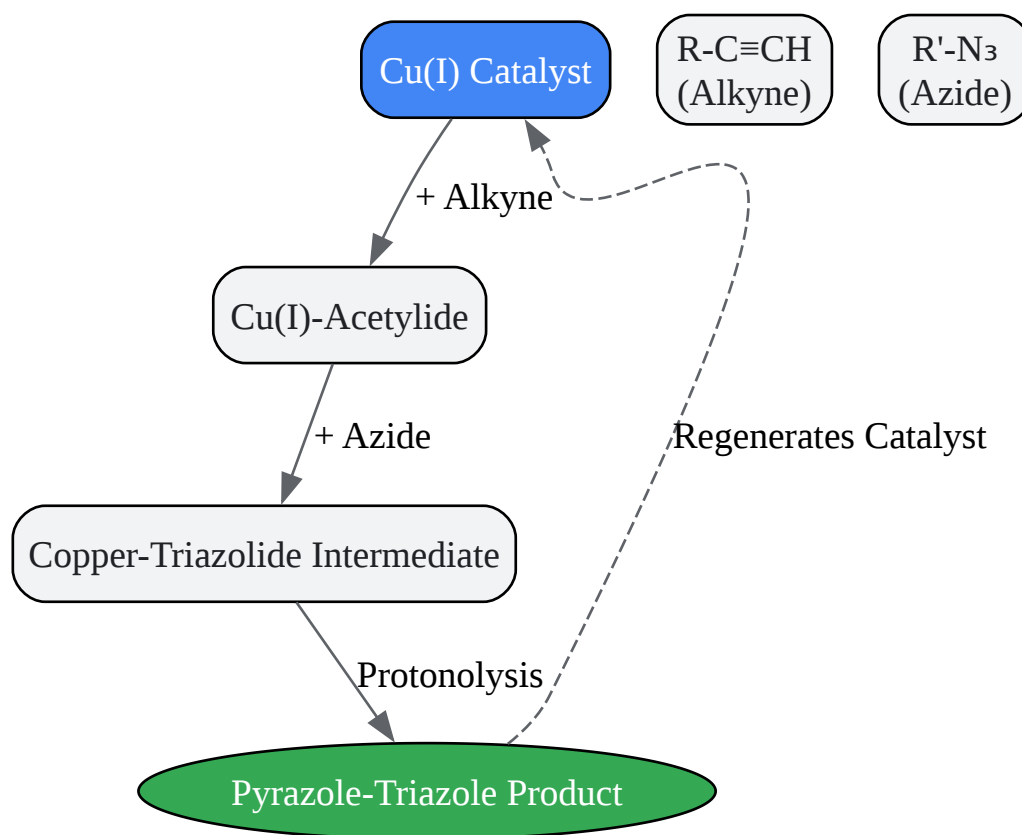 Cu(I) Catalyst
R-C≡CH
(Alkyne)
R'-N₃
(Azide)
+ Alkyne
Cu(I)-Acetylide
+ Azide
Regenerates Catalyst
Copper-Triazolide Intermediate
Protonolysis
Pyrazole-Triazole Product